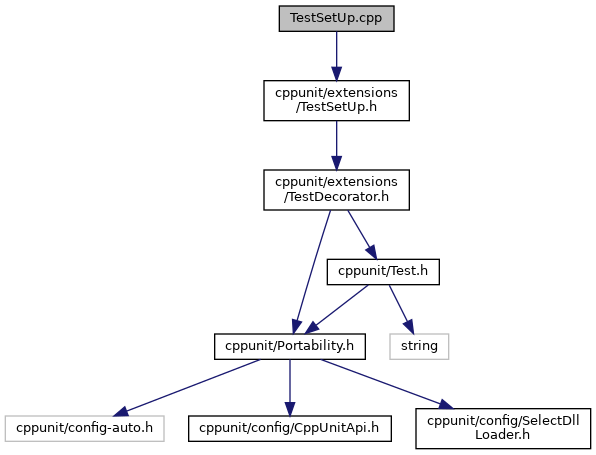 TestSetUp.cpp
cppunit/extensions
/TestSetUp.h
cppunit/extensions
/TestDecorator.h
cppunit/Test.h
cppunit/Portability.h
string
cppunit/config-auto.h
cppunit/config/CppUnitApi.h
cppunit/config/SelectDll
Loader.h